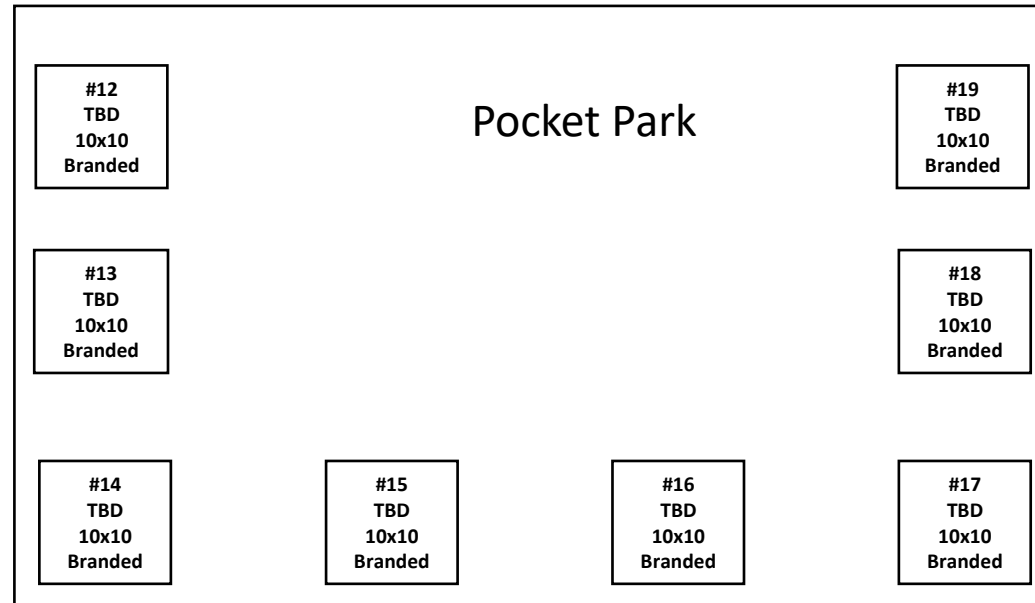 Pocket Park
#12
TBD
10x10
Branded
#19
TBD
10x10
Branded
#13
TBD
10x10
Branded
#18
TBD
10x10
Branded
#14
TBD
10x10
Branded
#15
TBD
10x10
Branded
#16
TBD
10x10
Branded
#17
TBD
10x10
Branded